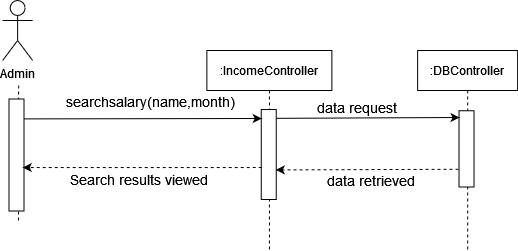 Admin
:IncomeController
:DBController
searchsalary(name,month)
data request
Search results viewed
data retrieved